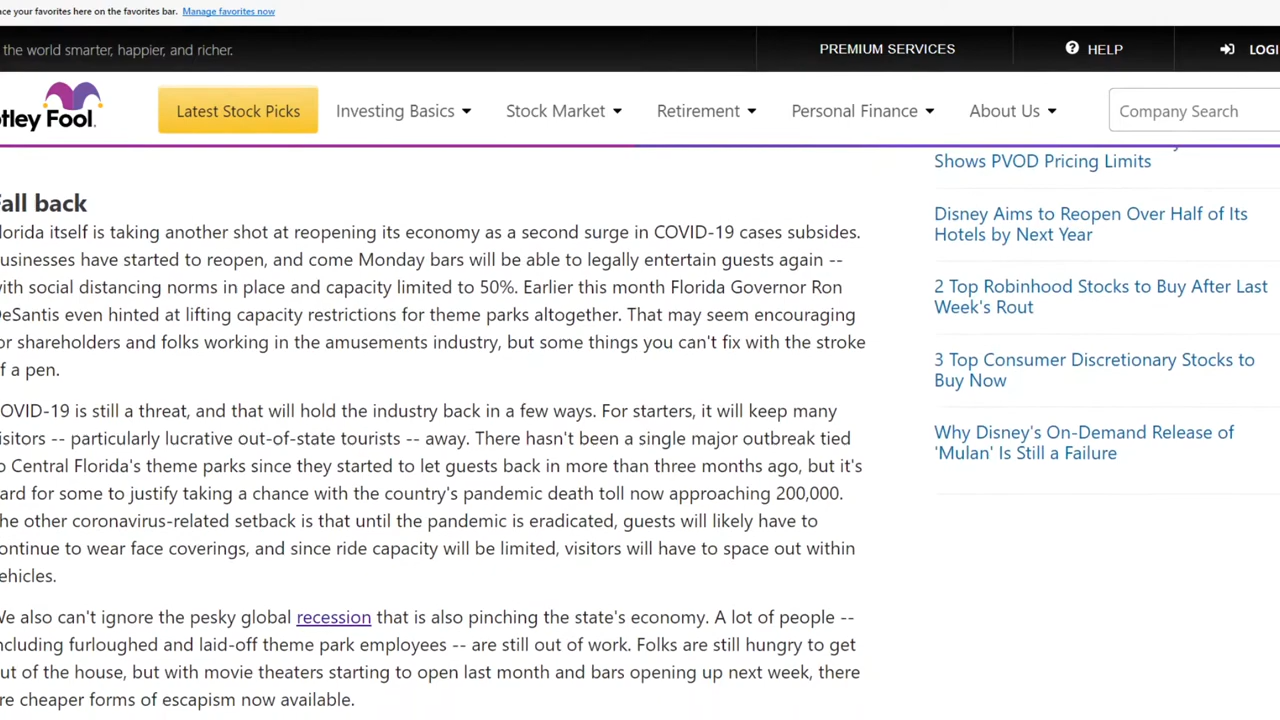 ace your favorites here on the favorites bar. Manage favorites now
the world smarter, happier, and richer.
PREMIUM SERVICES
HELP
LOGI
tley Fool.
Latest Stock Picks
Investing Basics
Stock Market
Retirement
Personal Finance
About Us
Company Search
Shows PVOD Pricing Limits
Disney Aims to Reopen Over Half of Its
Hotels by Next Year
2 Top Robinhood Stocks to Buy After Last
Week's Rout
3 Top Consumer Discretionary Stocks to
Buy Now
Why Disney's On-Demand Release of
'Mulan' Is Still a Failure
Fall back
lorida itself is taking another shot at reopening its economy as a second surge in COVID-19 cases subsides.
usinesses have started to reopen, and come Monday bars will be able to legally entertain guests again --
ith social distancing norms in place and capacity limited to 50%. Earlier this month Florida Governor Ron
eSantis even hinted at lifting capacity restrictions for theme parks altogether. That may seem encouraging
or shareholders and folks working in the amusements industry, but some things you can't fix with the stroke
f a pen.
OVID-19 is still a threat, and that will hold the industry back in a few ways. For starters, it will keep many
isitors -- particularly lucrative out-of-state tourists -- away. There hasn't been a single major outbreak tied
o Central Florida's theme parks since they started to let guests back in more than three months ago, but it's
ard for some to justify taking a chance with the country's pandemic death toll now approaching 200,000.
he other coronavirus-related setback is that until the pandemic is eradicated, guests will likely have to
ontinue to wear face coverings, and since ride capacity will be limited, visitors will have to space out within
ehicles.
We also can't ignore the pesky global recession that is also pinching the state's economy. A lot of people --
ncluding furloughed and laid-off theme park employees -- are still out of work. Folks are still hungry to get
ut of the house, but with movie theaters starting to open last month and bars opening up next week, there
re cheaper forms of escapism now available.